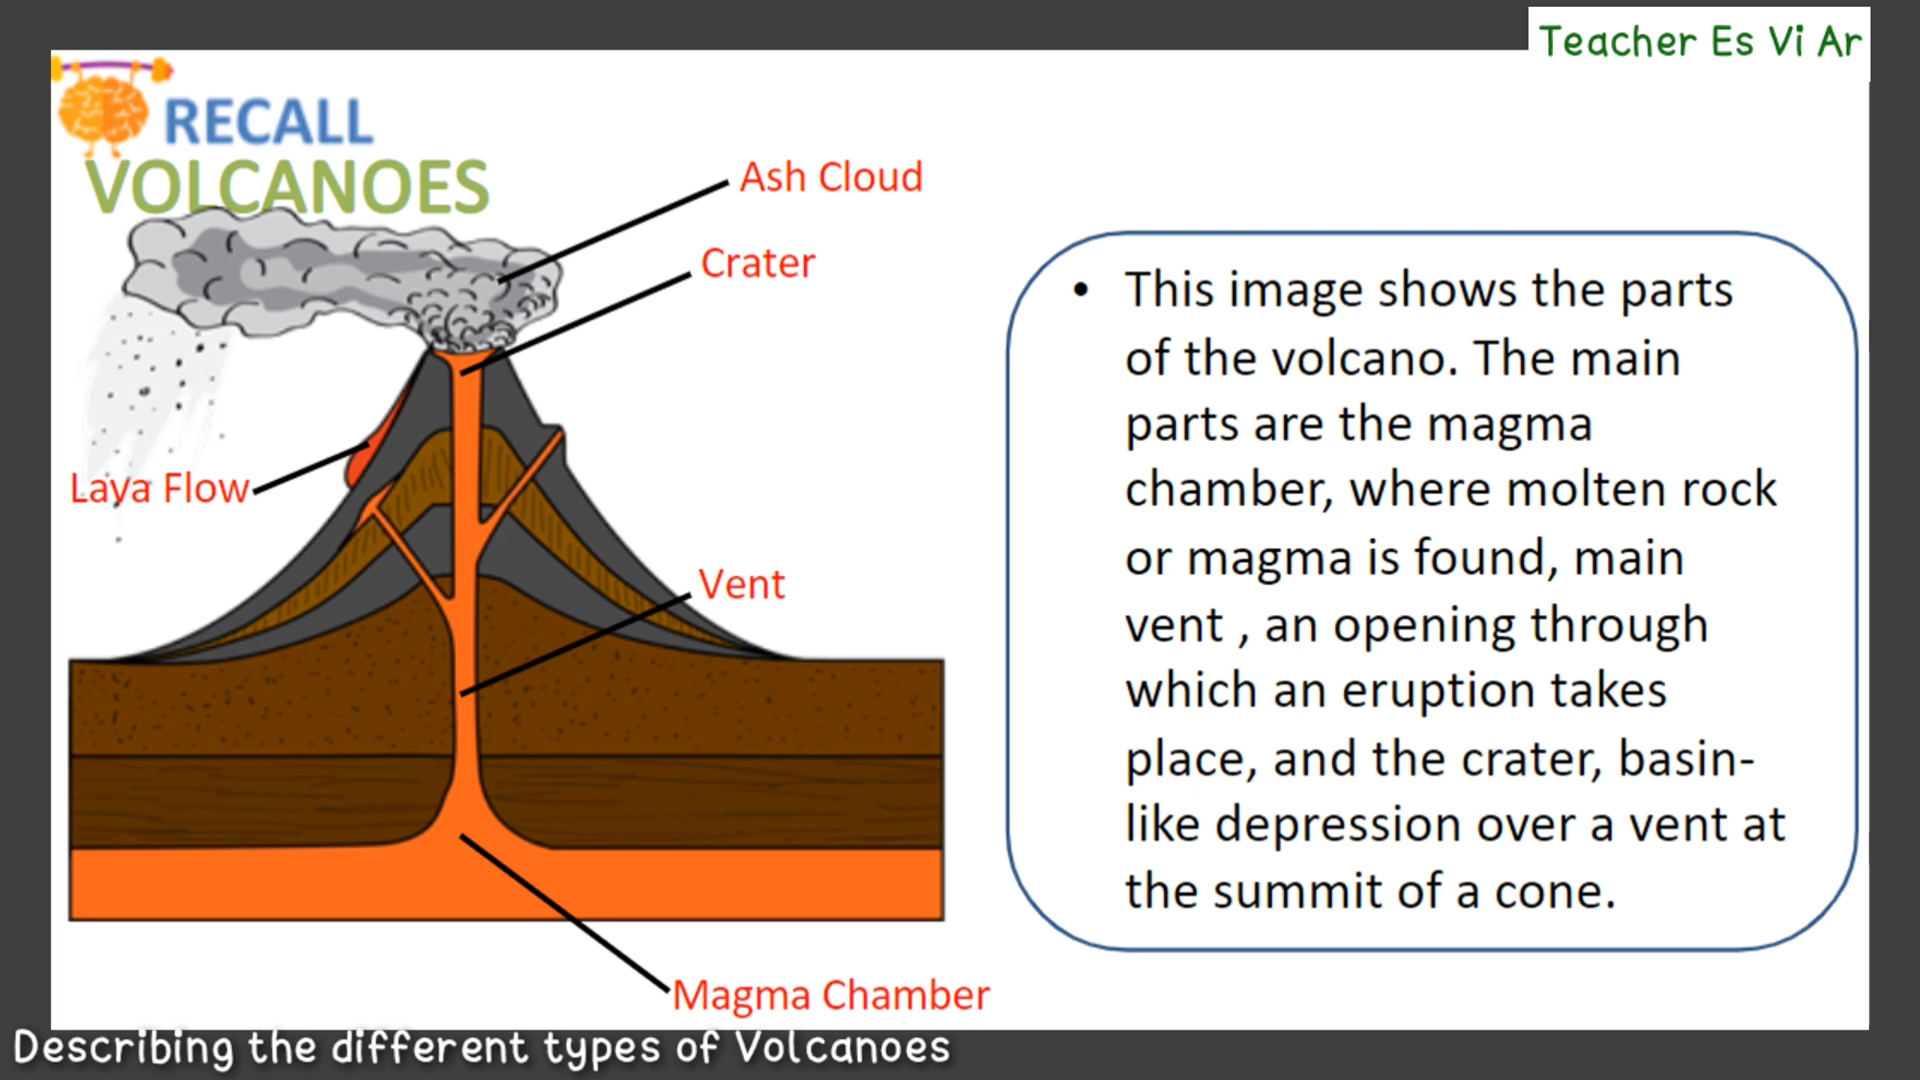 Teacher Es Vi Ar
RECALL
VOLCANOES
Ash Cloud
Crater
Lava Flow
Vent
Magma Chamber
• This image shows the parts
of the volcano. The main
parts are the magma
chamber, where molten rock
or magma is found, main
vent , an opening through
which an eruption takes
place, and the crater, basin-
like depression over a vent at
the summit of a cone.
Describing the different types of Volcanoes